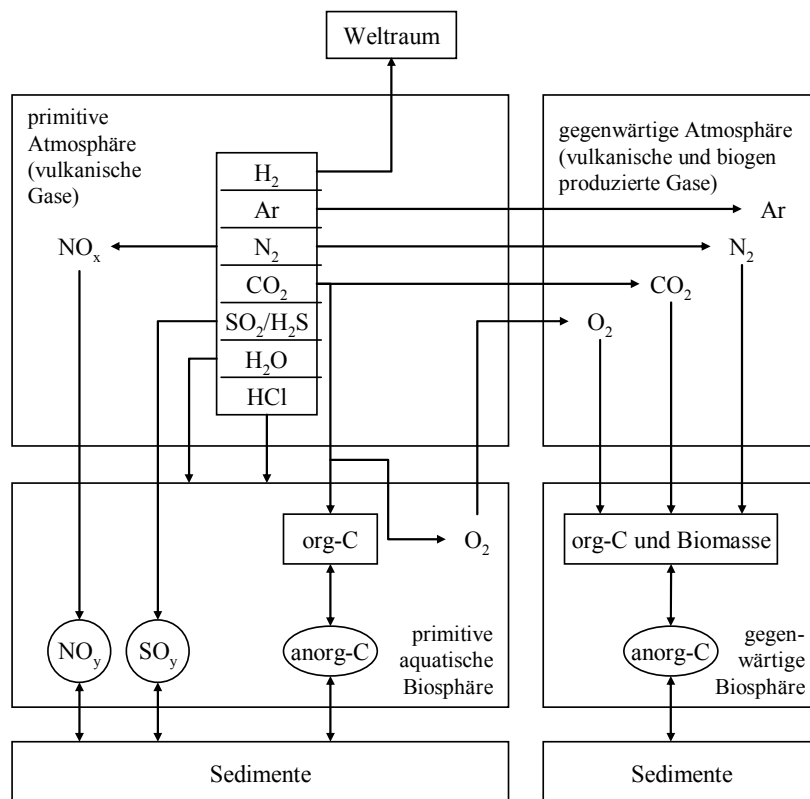 Weltraum
primitive
Atmosphäre
(vulkanische
Gase)
H₂
Ar
N₂
CO₂
SO₂/H₂S
H₂O
HCl
NOₓ
gegenwärtige Atmosphäre
(vulkanische und biogen
produzierte Gase)
Ar
N₂
CO₂
O₂
org-C
O₂
NOy
SOy
anorg-C
primitive
aquatische
Biosphäre
org-C und Biomasse
anorg-C
gegen-
wärtige
Biosphäre
Sedimente
Sedimente